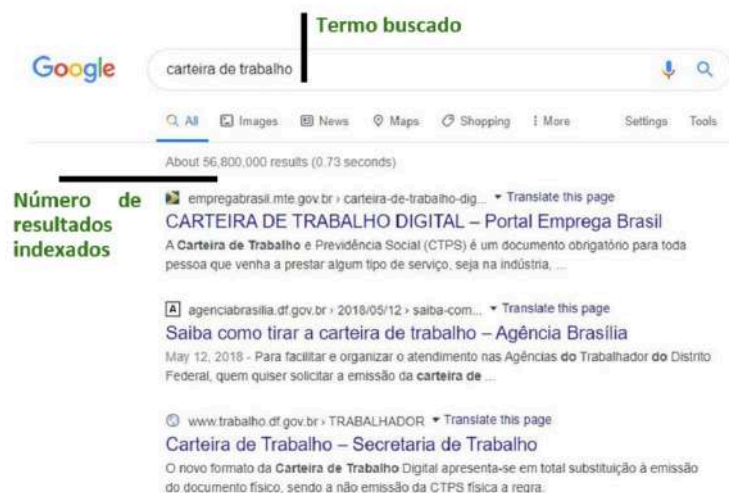 Termo buscado
Google
carteira de trabalho
All Images News Maps Shopping More Settings Tools
About 56,800,000 results (0.73 seconds)
Número de
resultados
indexados
empregabrasil.mte.gov.br › carteira-de-trabalho-dig... ▼ Translate this page
CARTEIRA DE TRABALHO DIGITAL – Portal Emprega Brasil
A Carteira de Trabalho e Previdência Social (CTPS) é um documento obrigatório para toda
pessoa que venha a prestar algum tipo de serviço, seja na indústria, ...
A agenciabrasilia.df.gov.br › 2018/05/12 › saiba-com... ▼ Translate this page
Saiba como tirar a carteira de trabalho – Agência Brasília
May 12, 2018 - Para facilitar e organizar o atendimento nas Agências do Trabalhador do Distrito
Federal, quem quiser solicitar a emissão da carteira de ...
www.trabalho.df.gov.br › TRABALHADOR ▼ Translate this page
Carteira de Trabalho – Secretaria de Trabalho
O novo formato da Carteira de Trabalho Digital apresenta-se em total substituição à emissão
do documento físico, sendo a não emissão da CTPS física a regra.